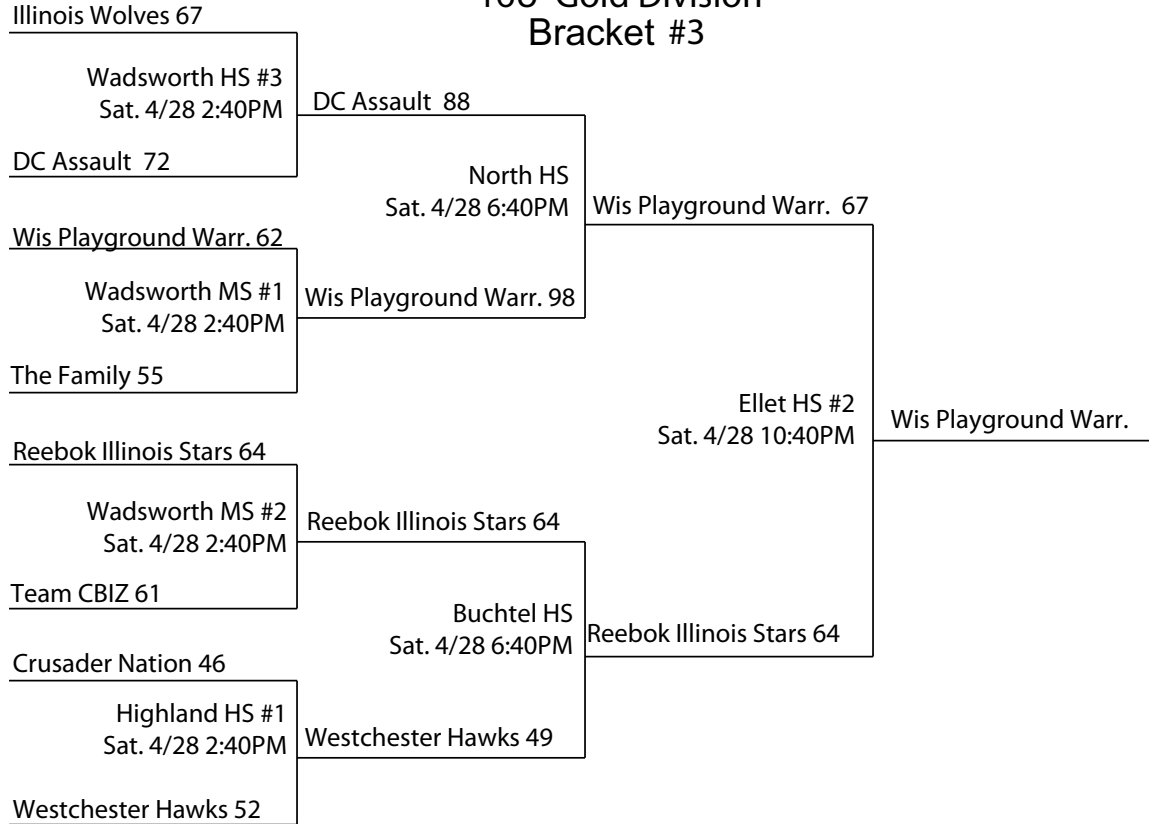 Gold Division
Bracket #3
Illinois Wolves 67
Wadsworth HS #3
Sat. 4/28 2:40PM
DC Assault 72
DC Assault 88
North HS
Sat. 4/28 6:40PM
Wis Playground Warr. 67
Wis Playground Warr. 62
Wadsworth MS #1
Sat. 4/28 2:40PM
Wis Playground Warr. 98
The Family 55
Ellet HS #2
Sat. 4/28 10:40PM
Wis Playground Warr.
Reebok Illinois Stars 64
Wadsworth MS #2
Sat. 4/28 2:40PM
Reebok Illinois Stars 64
Team CBIZ 61
Buchtel HS
Sat. 4/28 6:40PM
Reebok Illinois Stars 64
Crusader Nation 46
Highland HS #1
Sat. 4/28 2:40PM
Westchester Hawks 49
Westchester Hawks 52